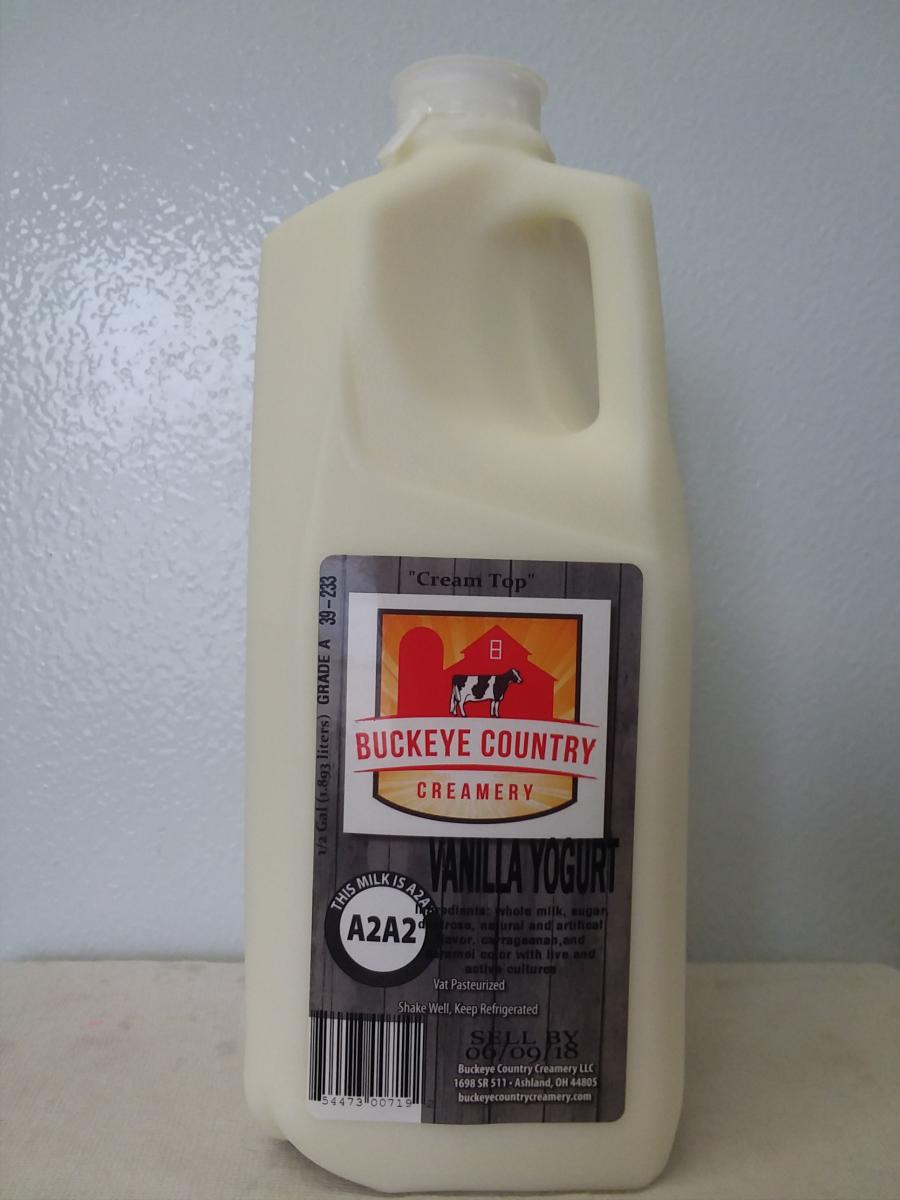 "Cream Top"
1/2 Gal (1.893 liters) GRADE A 39-233
BUCKEYE COUNTRY
CREAMERY
VANILLA YOGURT
THIS MILK IS A2A2
A2A2
Ingredients: whole milk, sugar,
dextrose, natural and artificial
flavor, carrageenan,and
caramel color with live and
active cultures
Vat Pasteurized
Shake Well, Keep Refrigerated
SELL BY
06/09/18
Buckeye Country Creamery LLC
1698 SR 511 • Ashland, OH 44805
buckeyecountrycreamery.com
54473 00719